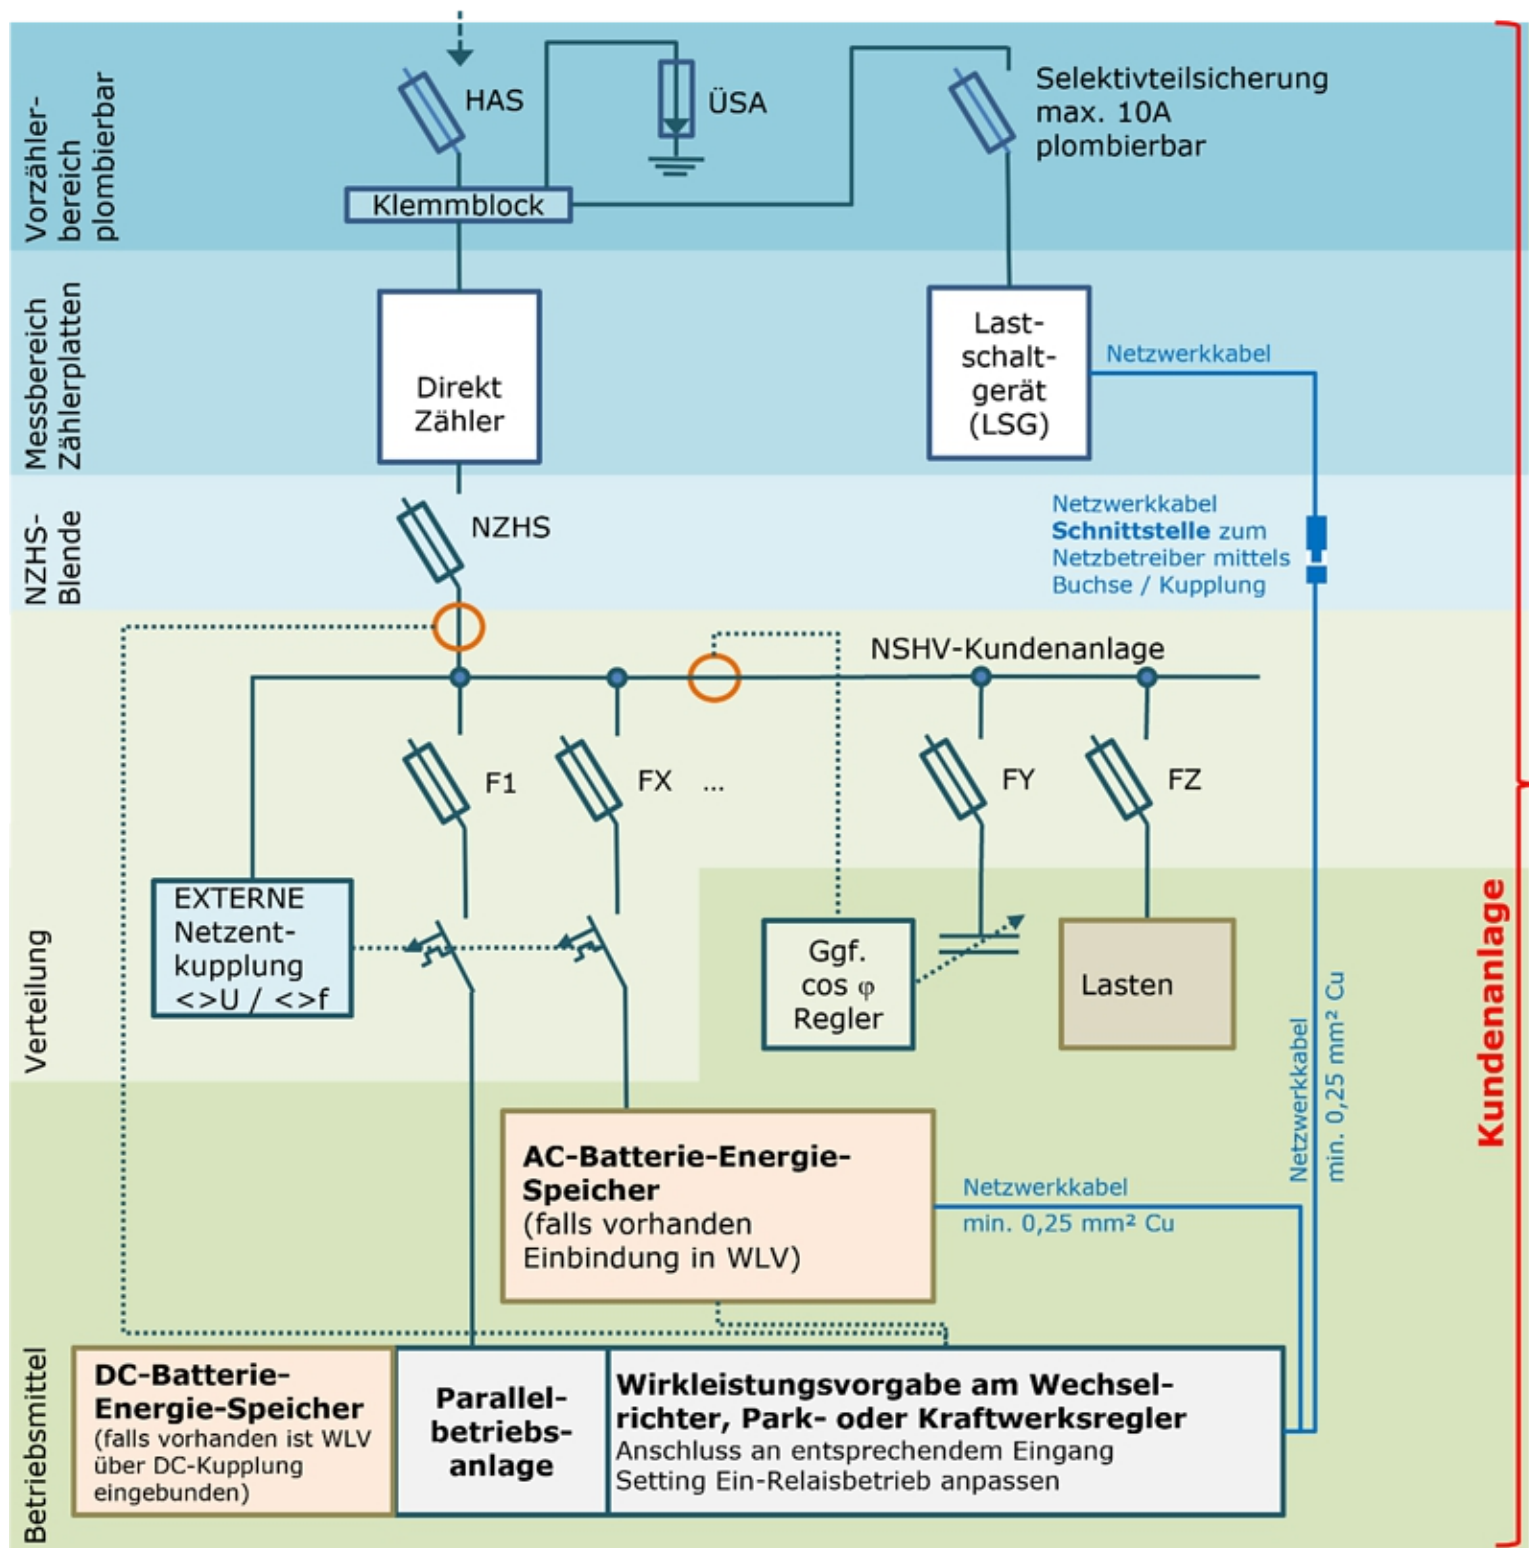 Vorzähler-
bereich
plombierbar
HAS
ÜSA
Selektivteilsicherung
max. 10A
plombierbar
Klemmblock
Messbereich
Zählerplatten
Direkt
Zähler
Last-
schalt-
gerät
(LSG)
Netzwerkkabel
NZHS-
Blende
NZHS
Netzwerkkabel
Schnittstelle zum
Netzbetreiber mittels
Buchse / Kupplung
NSHV-Kundenanlage
F1
FX ...
FY
FZ
Verteilung
EXTERNE
Netzent-
kupplung
<>U / <>f
Ggf.
cos φ
Regler
Lasten
Netzwerkkabel
min. 0,25 mm² Cu
Kundenanlage
AC-Batterie-Energie-
Speicher
(falls vorhanden
Einbindung in WLV)
Netzwerkkabel
min. 0,25 mm² Cu
Betriebsmittel
DC-Batterie-
Energie-Speicher
(falls vorhanden ist WLV
über DC-Kupplung
eingebunden)
Parallel-
betriebs-
anlage
Wirkleistungsvorgabe am Wechsel-
richter, Park- oder Kraftwerksregler
Anschluss an entsprechendem Eingang
Setting Ein-Relaisbetrieb anpassen